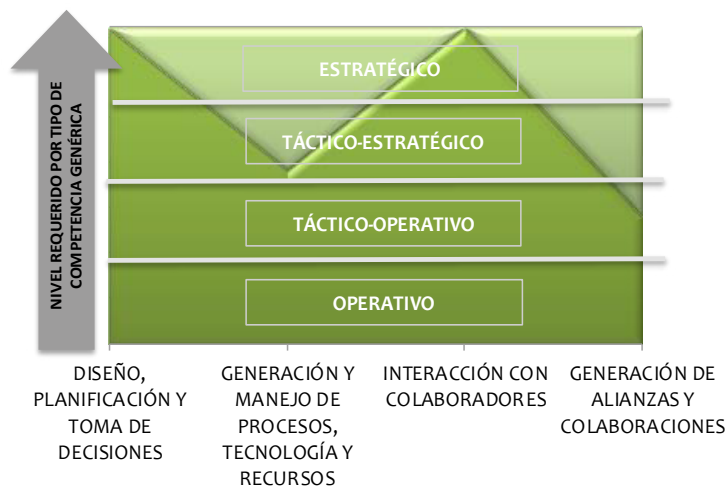 NIVEL REQUERIDO POR TIPO DE
COMPETENCIA GENÉRICA
ESTRATÉGICO
TÁCTICO-ESTRATÉGICO
TÁCTICO-OPERATIVO
OPERATIVO
DISEÑO,
PLANIFICACIÓN Y
TOMA DE
DECISIONES
GENERACIÓN Y
MANEJO DE
PROCESOS,
TECNOLOGÍA Y
RECURSOS
INTERACCIÓN CON
COLABORADORES
GENERACIÓN DE
ALIANZAS Y
COLABORACIONES